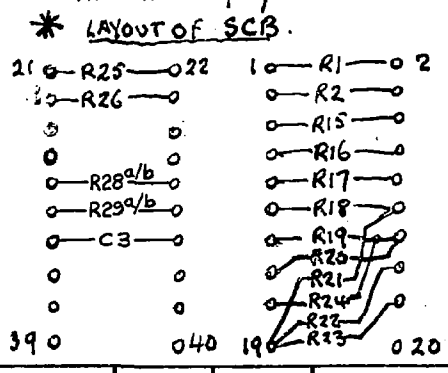 * LAYOUT OF SCB.
21 R25 22 1 R1 2
R26 R2
R15
R16
R28a/b R17
R29a/b R18
C3 R19
R20
R21
R24
R22
39 40 19 R23 20